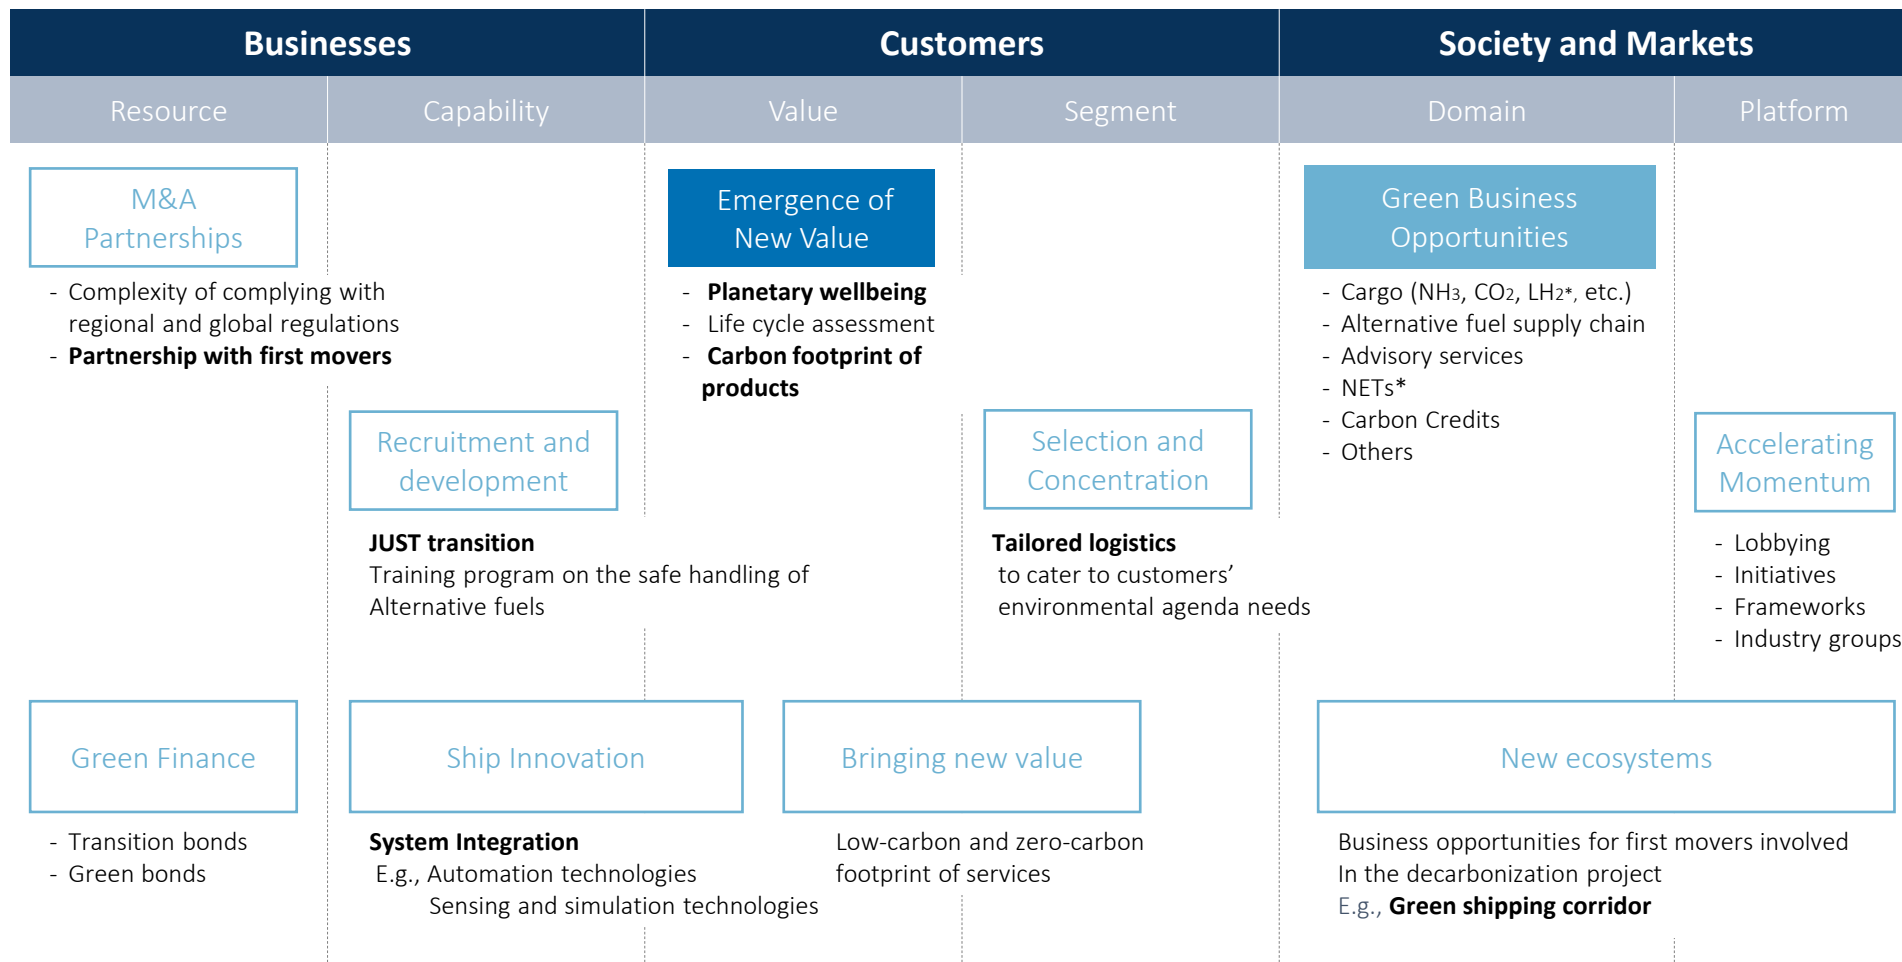 Businesses
Customers
Society and Markets
Resource
Capability
Value
Segment
Domain
Platform
M&A
Partnerships
- Complexity of complying with
regional and global regulations
- Partnership with first movers
Emergence of
New Value
- Planetary wellbeing
- Life cycle assessment
- Carbon footprint of
products
Green Business
Opportunities
- Cargo (NH3, CO2, LH2*, etc.)
- Alternative fuel supply chain
- Advisory services
- NETs*
- Carbon Credits
- Others
Recruitment and
development
JUST transition
Training program on the safe handling of
Alternative fuels
Selection and
Concentration
Tailored logistics
to cater to customers’
environmental agenda needs
Accelerating
Momentum
- Lobbying
- Initiatives
- Frameworks
- Industry groups
Green Finance
- Transition bonds
- Green bonds
Ship Innovation
System Integration
E.g., Automation technologies
Sensing and simulation technologies
Bringing new value
Low-carbon and zero-carbon
footprint of services
New ecosystems
Business opportunities for first movers involved
In the decarbonization project
E.g., Green shipping corridor